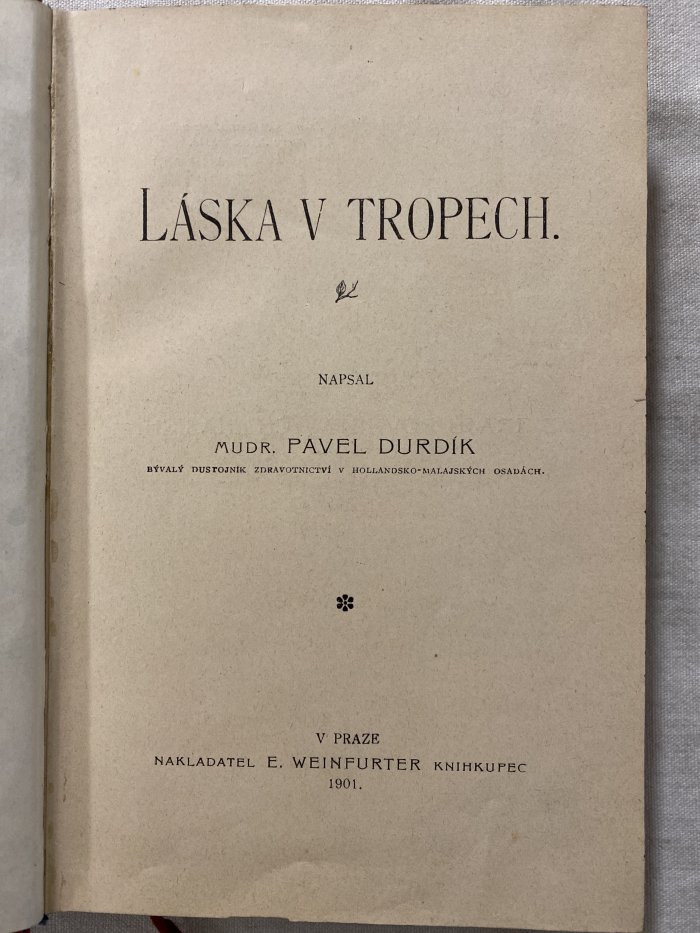 LÁSKA V TROPECH.
NAPSAL
MUDR. PAVEL DURDÍK
BÝVALÝ DUSTOJNÍK ZDRAVOTNICTVÍ V HOLLANDSKO-MALAJSKÝCH OSADÁCH.
V PRAZE
NAKLADATEL E. WEINFURTER KNIHKUPEC
1901.